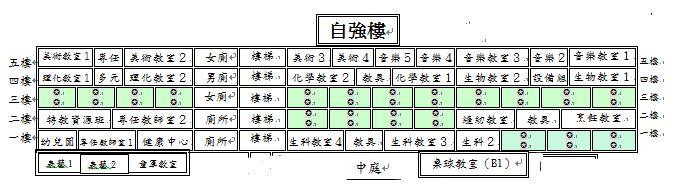 自強樓
五樓 美術教室1 專任 美術教室2 女廁 樓梯 美術3 美術4 音樂5 音樂4 音樂教室3 音樂2 音樂教室1 五樓
四樓 理化教室1 多元 理化教室2 男廁 樓梯 化學教室2 教具 化學教室1 生物教室2 設備組 生物教室1 四樓
三樓 女廁 樓梯 三樓
二樓 特教資源班 專任教師室2 廁所 樓梯 縫紉教室 教具 烹飪教室 二樓
一樓 幼兒園 專任教師室1 健康中心 廁所 樓梯 生科教室4 教具 生科教室3 生科2 一樓
表藝1 表藝2 童軍教室 中庭 桌球教室(B1)